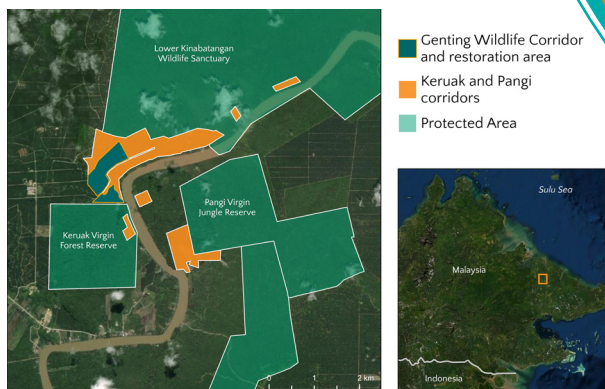 Lower Kinabatangan
Wildlife Sanctuary
Pangi Virgin
Jungle Reserve
Keruak Virgin
Forest Reserve
0 1 2 km
Genting Wildlife Corridor
and restoration area
Keruak and Pangi
corridors
Protected Area
Sulu Sea
Malaysia
Indonesia